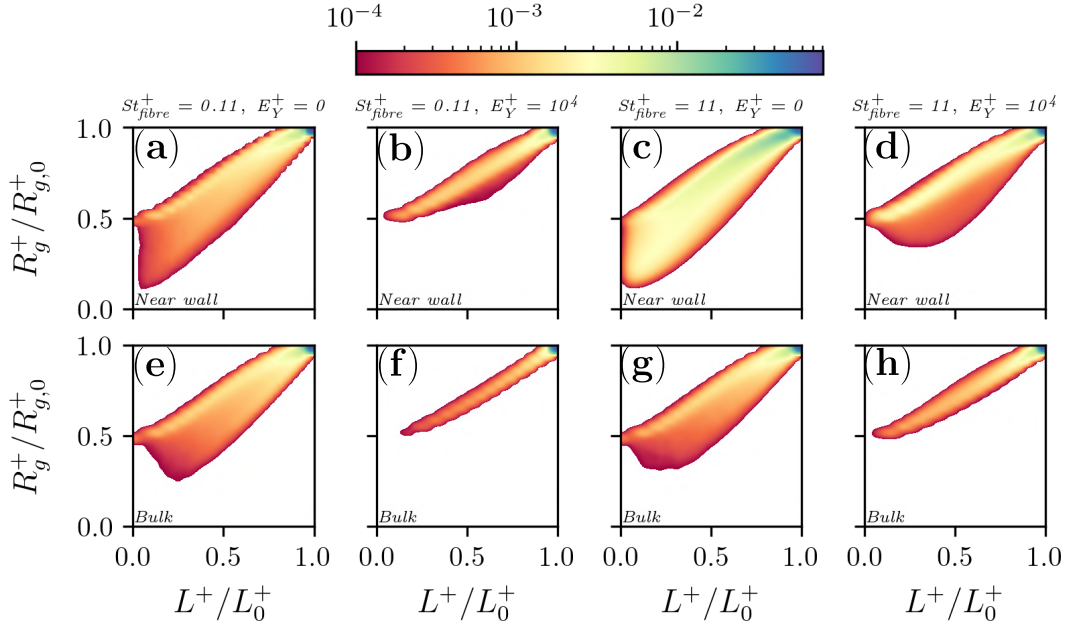 10⁻⁴ 10⁻³ 10⁻²
St⁺fibre = 0.11, E⁺Y = 0 St⁺fibre = 0.11, E⁺Y = 10⁴ St⁺fibre = 11, E⁺Y = 0 St⁺fibre = 11, E⁺Y = 10⁴
1.0 (a) (b) (c) (d)
R⁺g/R⁺g,0 0.5
0.0 Near wall Near wall Near wall Near wall
1.0 (e) (f) (g) (h)
R⁺g/R⁺g,0 0.5
0.0 Bulk Bulk Bulk Bulk
0.0 0.5 1.0 0.0 0.5 1.0 0.0 0.5 1.0 0.0 0.5 1.0
L⁺/L⁺0 L⁺/L⁺0 L⁺/L⁺0 L⁺/L⁺0